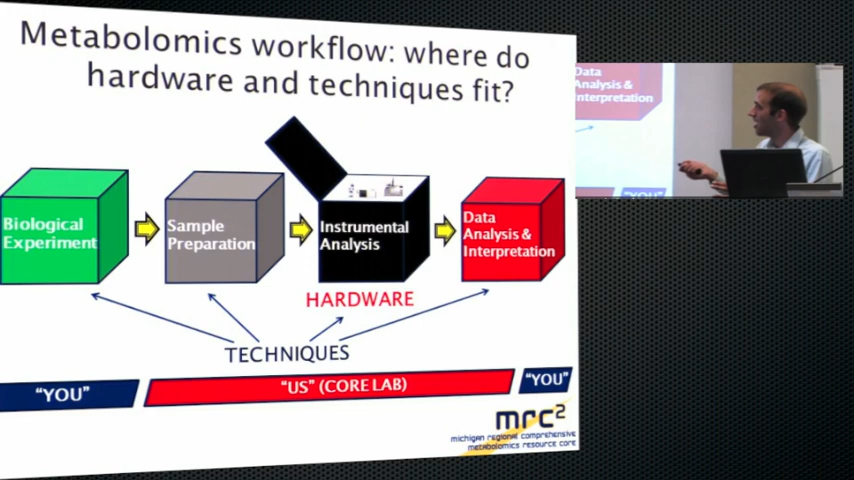 Metabolomics workflow: where do
hardware and techniques fit?
Biological
Experiment
Sample
Preparation
Instrumental
Analysis
Data
Analysis &
Interpretation
HARDWARE
TECHNIQUES
"YOU"
"US" (CORE LAB)
"YOU"
mrc2
michigan regional comprehensive
metabolomics resource core
Data
Analysis &
Interpretation
"YOU"